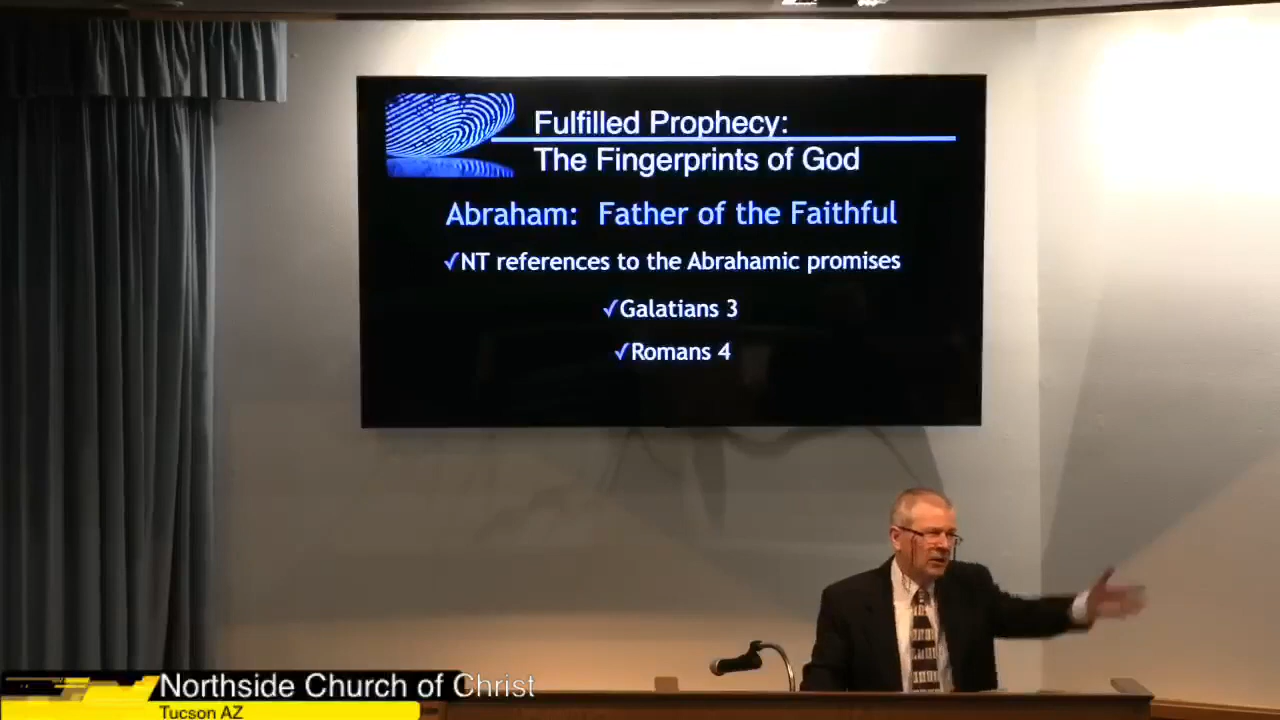 Fulfilled Prophecy:
The Fingerprints of God
Abraham: Father of the Faithful
✓NT references to the Abrahamic promises
✓Galatians 3
✓Romans 4
Northside Church of Christ
Tucson AZ